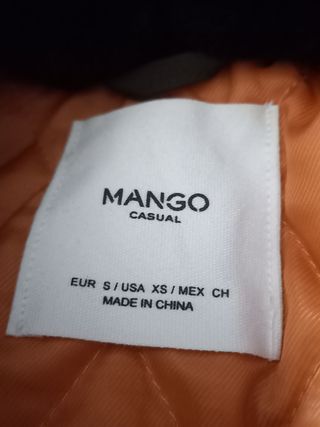 MANGO
CASUAL
EUR S / USA XS / MEX CH
MADE IN CHINA